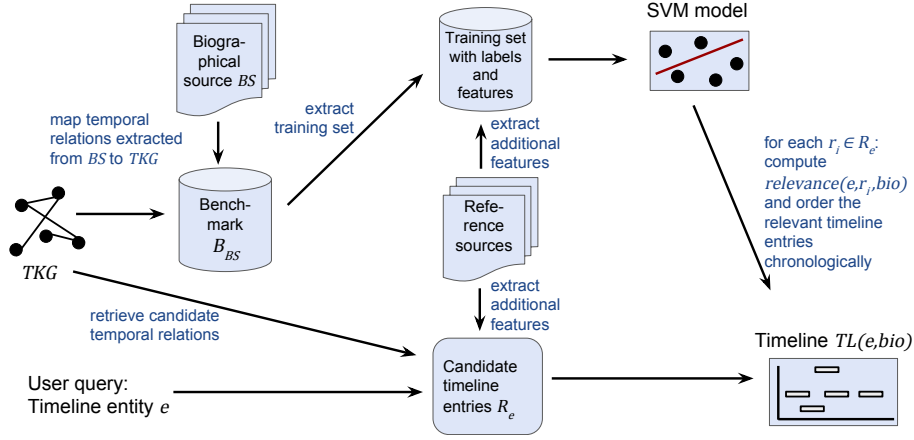 SVM model
Biogra-
phical
source BS
Training set
with labels
and
features
map temporal
relations extracted
from BS to TKG
extract
training set
extract
additional
features
for each r_i ∈ R_e:
compute
relevance(e,r_i,bio)
and order the
relevant timeline
entries
chronologically
Bench-
mark
B_BS
Refe-
rence
sources
TKG
retrieve candidate
temporal relations
extract
additional
features
Timeline TL(e,bio)
Candidate
timeline
entries R_e
User query:
Timeline entity e